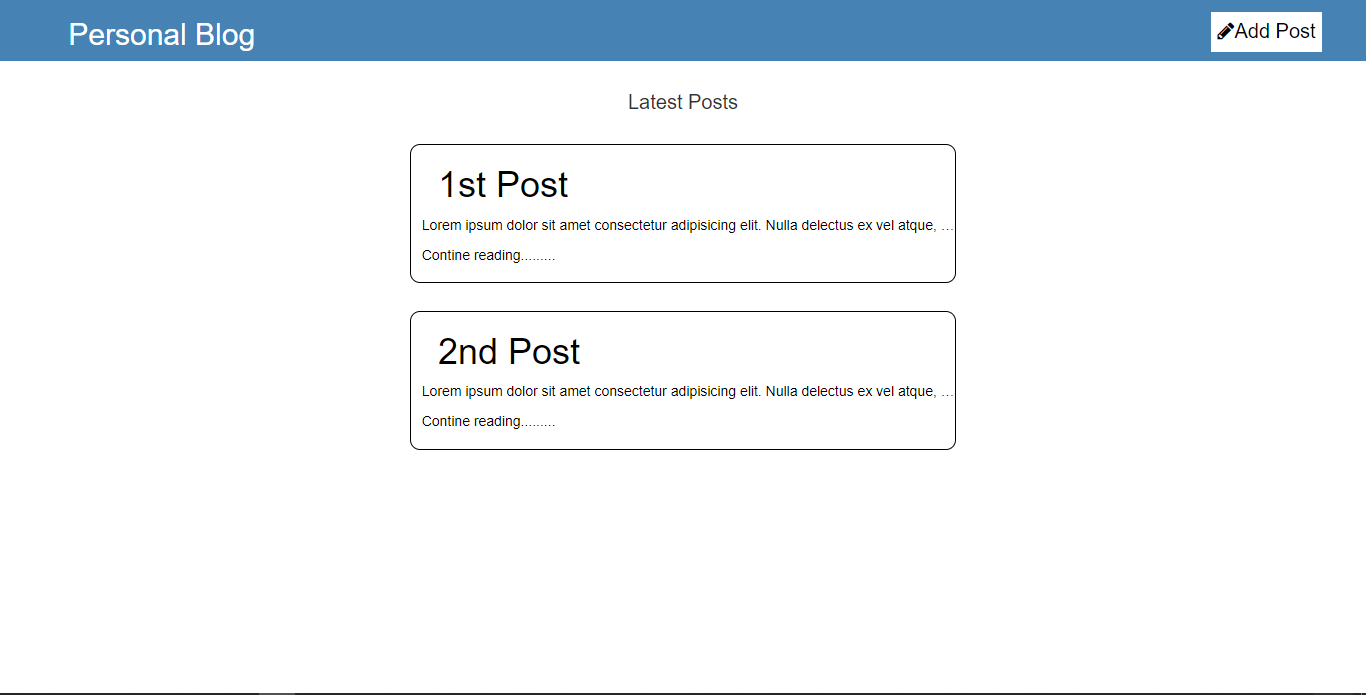 Personal Blog
Add Post
Latest Posts
1st Post
Lorem ipsum dolor sit amet consectetur adipisicing elit. Nulla delectus ex vel atque, ...
Contine reading.........
2nd Post
Lorem ipsum dolor sit amet consectetur adipisicing elit. Nulla delectus ex vel atque, ...
Contine reading.........